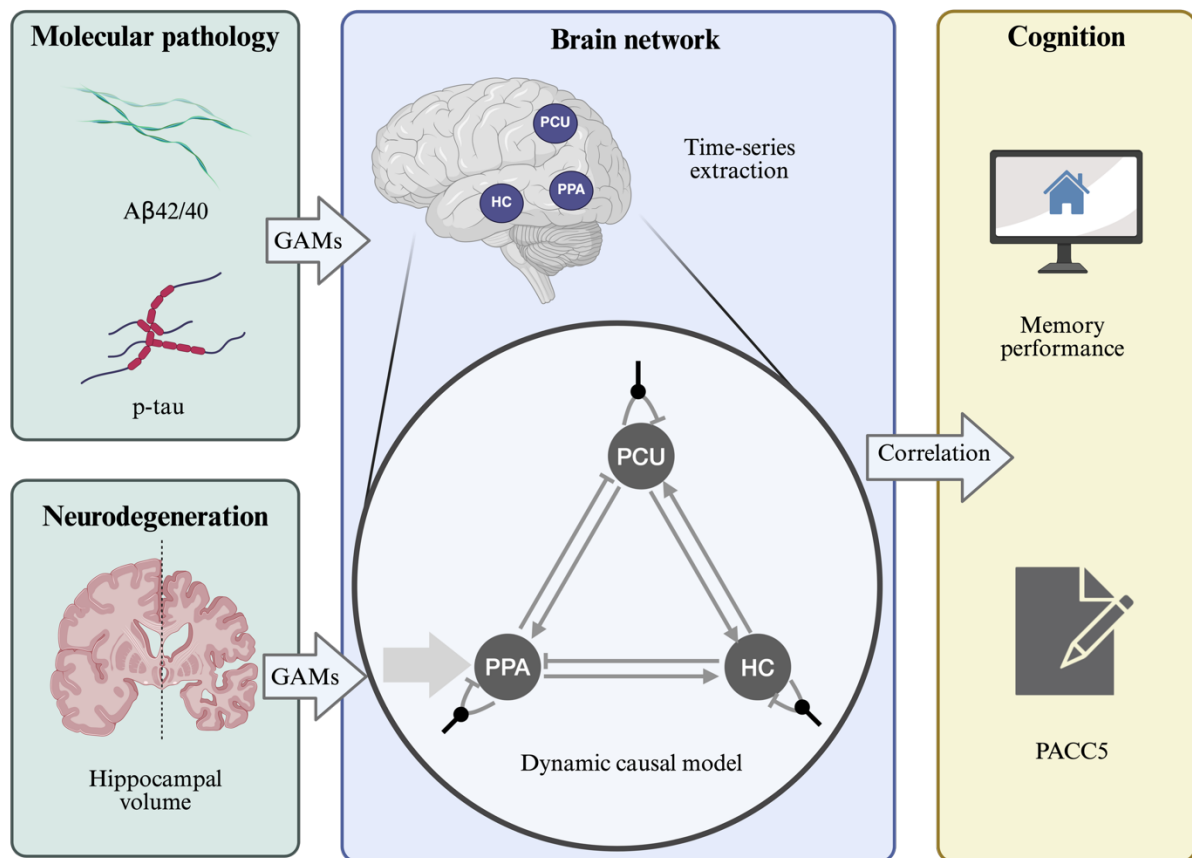 Molecular pathology
Aβ42/40
p-tau
Neurodegeneration
Hippocampal
volume
GAMs
GAMs
Brain network
PCU
PPA
HC
Time-series
extraction
PCU
PPA
HC
Dynamic causal model
Correlation
Cognition
Memory
performance
PACC5